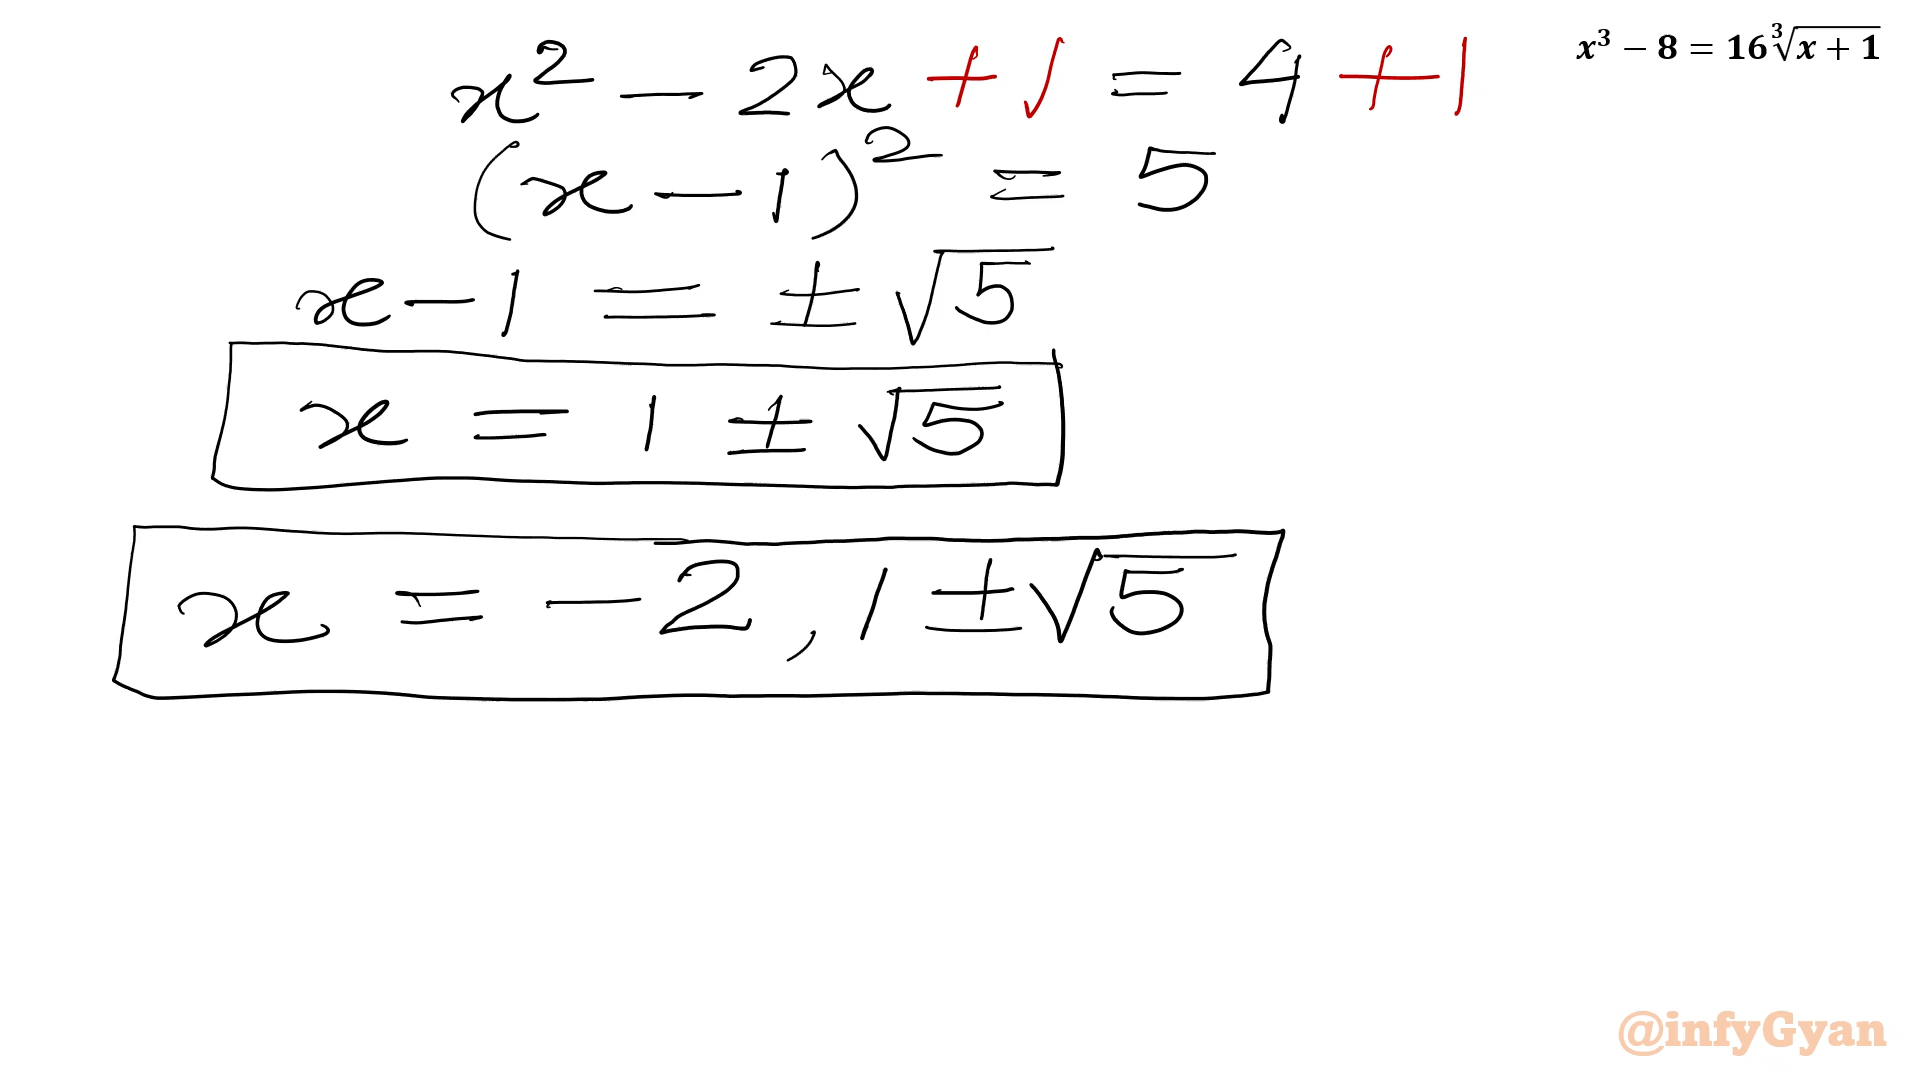 x² − 2x + 1 = 4 + 1
x³ − 8 = 16∛(x + 1)
(x − 1)² = 5
x − 1 = ± √5
x = 1 ± √5
x = −2, 1 ± √5
@infyGyan